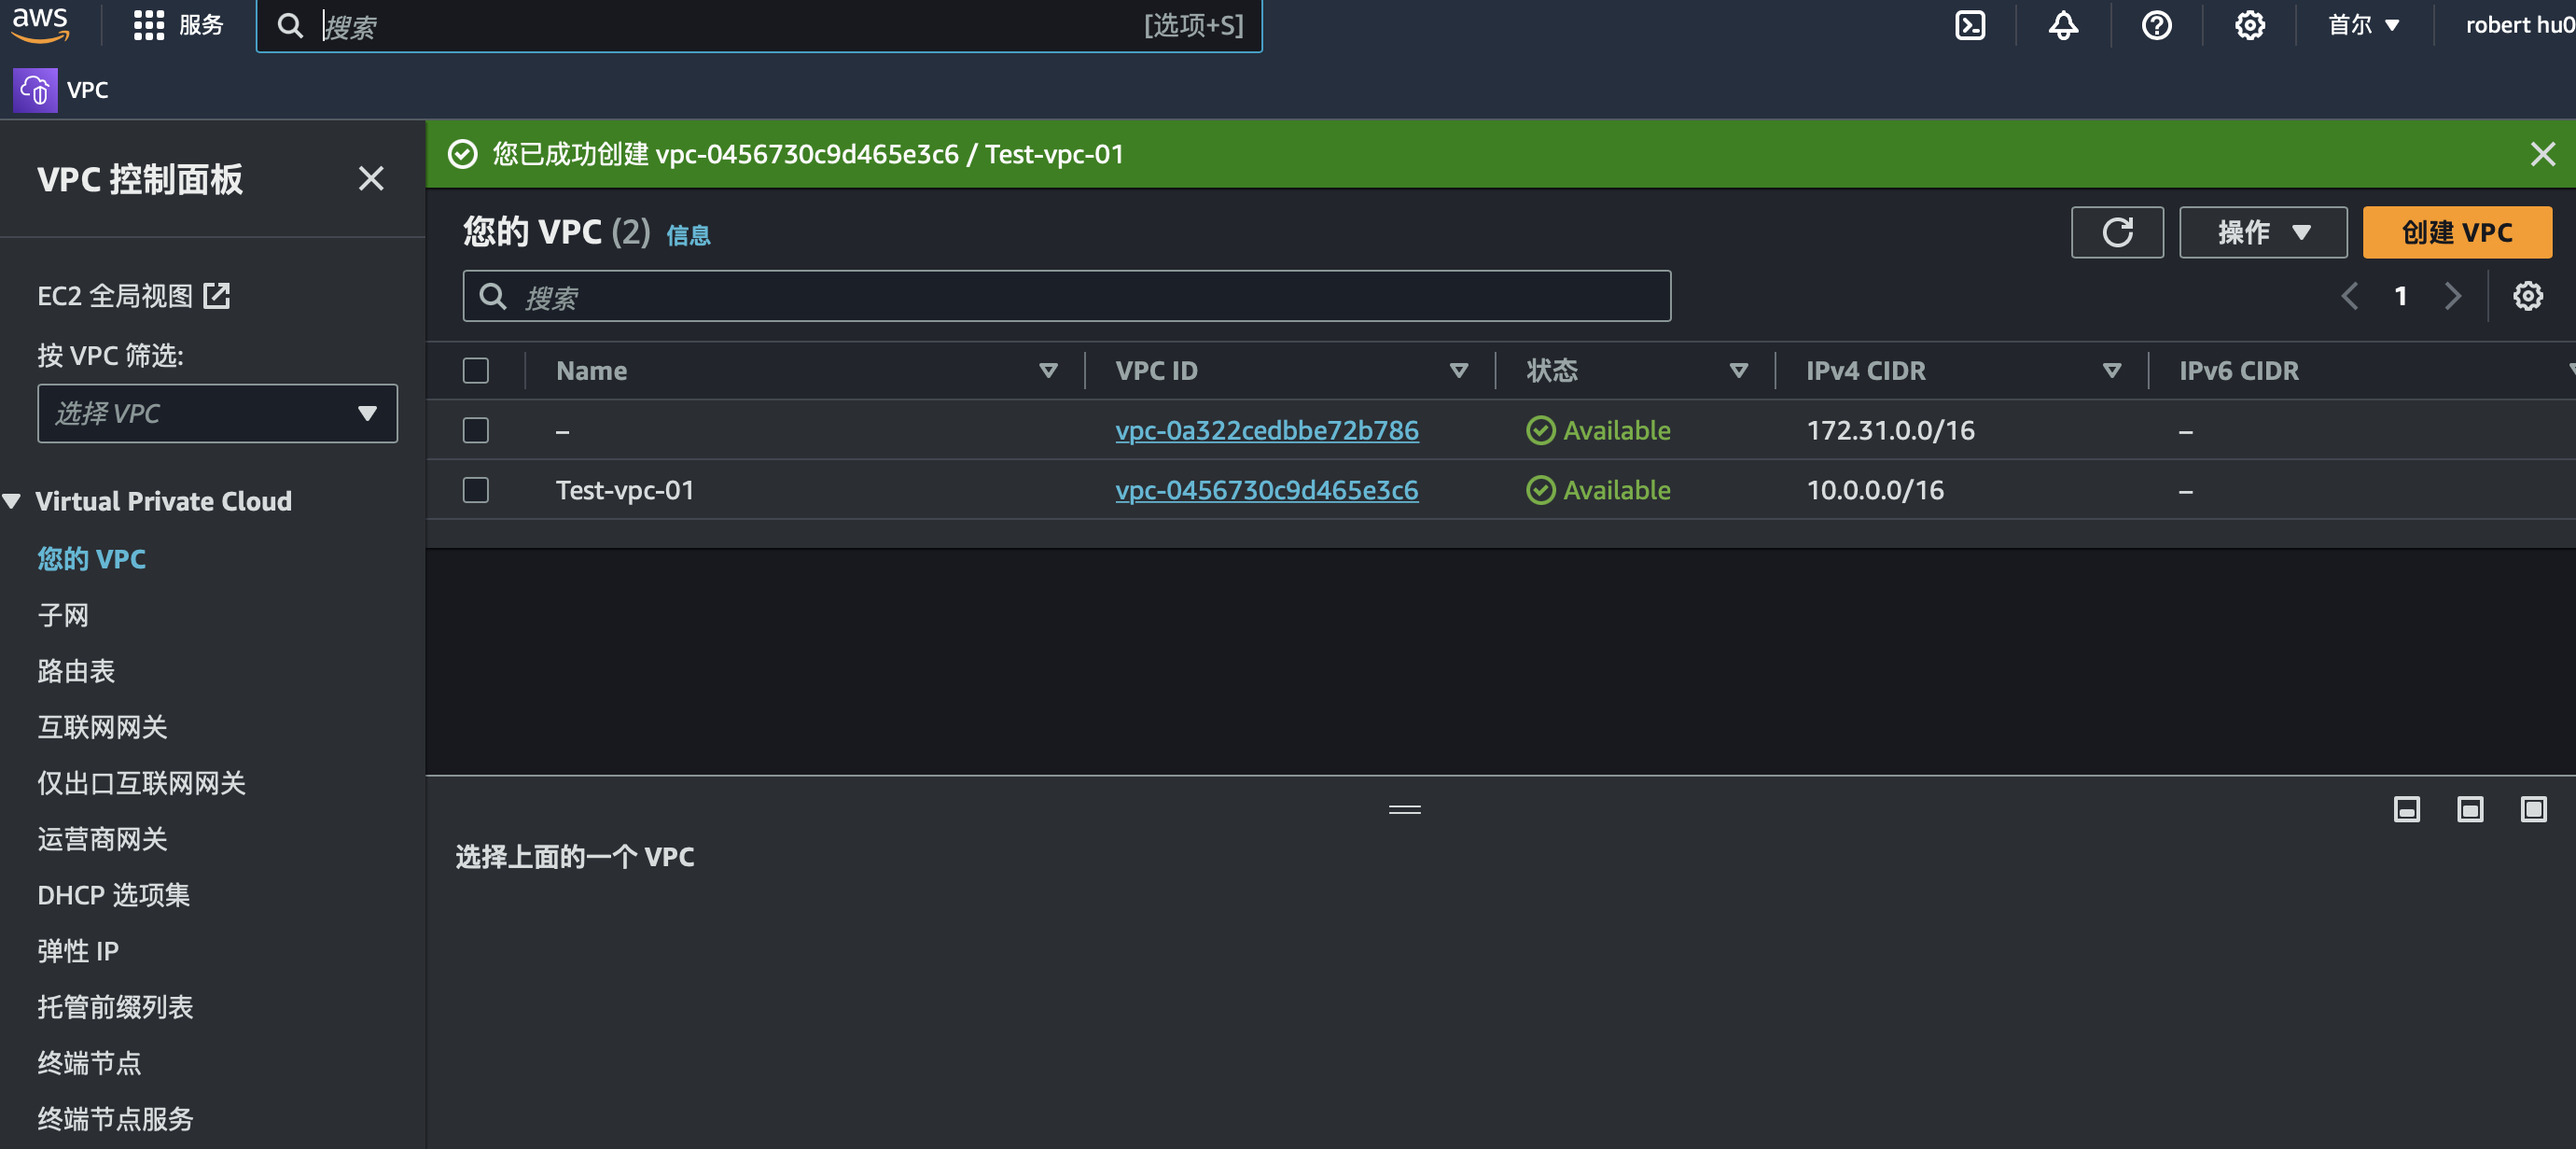 aws 服务 搜索 [选项+S] 首尔 robert hu0
VPC
VPC 控制面板
EC2 全局视图
按 VPC 筛选:
选择 VPC
Virtual Private Cloud
您的 VPC
子网
路由表
互联网网关
仅出口互联网网关
运营商网关
DHCP 选项集
弹性 IP
托管前缀列表
终端节点
终端节点服务
您已成功创建 vpc-0456730c9d465e3c6 / Test-vpc-01
您的 VPC (2) 信息 操作 创建 VPC
搜索 1
Name VPC ID 状态 IPv4 CIDR IPv6 CIDR
– vpc-0a322cedbbe72b786 Available 172.31.0.0/16 –
Test-vpc-01 vpc-0456730c9d465e3c6 Available 10.0.0.0/16 –
选择上面的一个 VPC